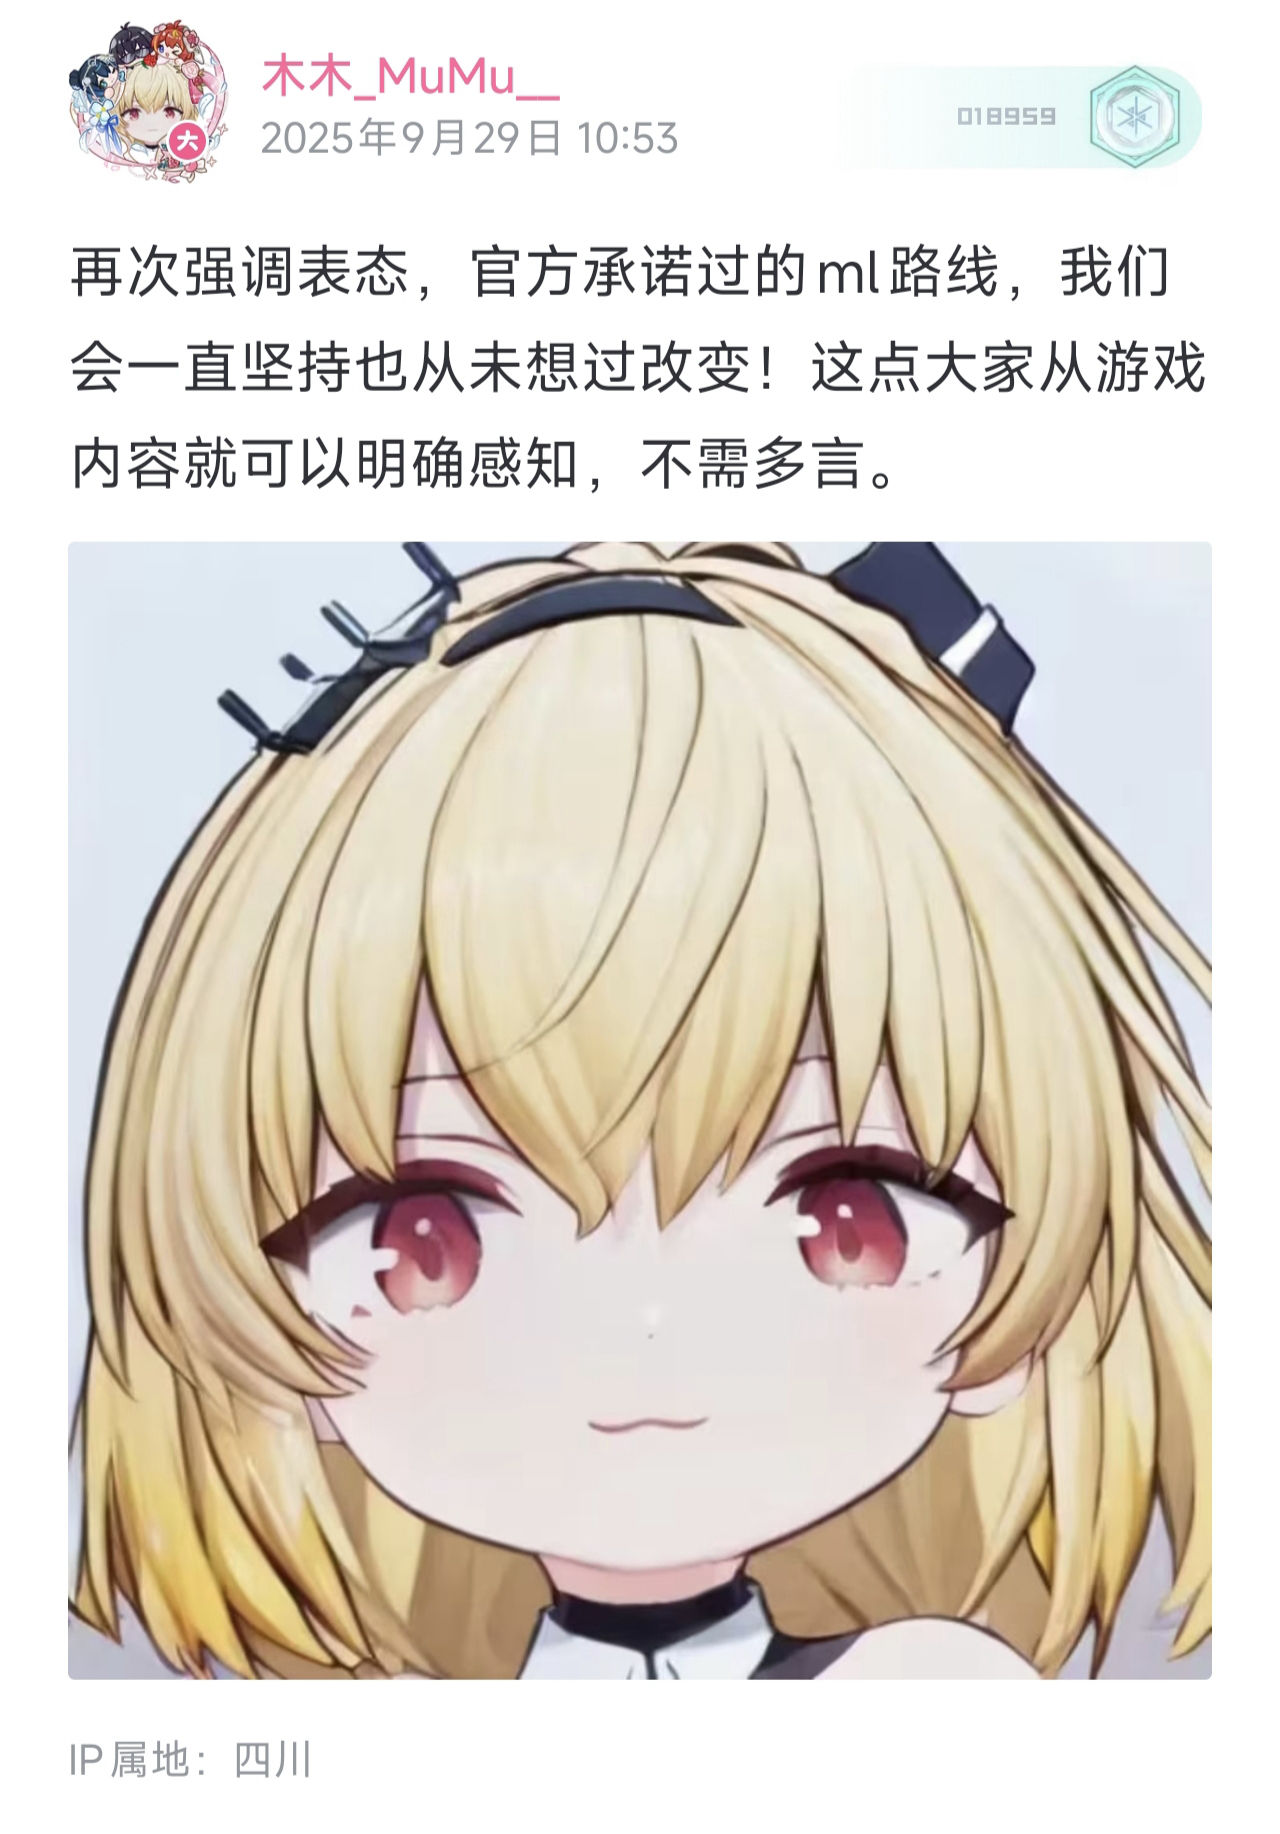 木木_MuMu__
2025年9月29日 10:53
018959
大
再次强调表态，官方承诺过的ml路线，我们
会一直坚持也从未想过改变！这点大家从游戏
内容就可以明确感知，不需多言。
IP属地：四川